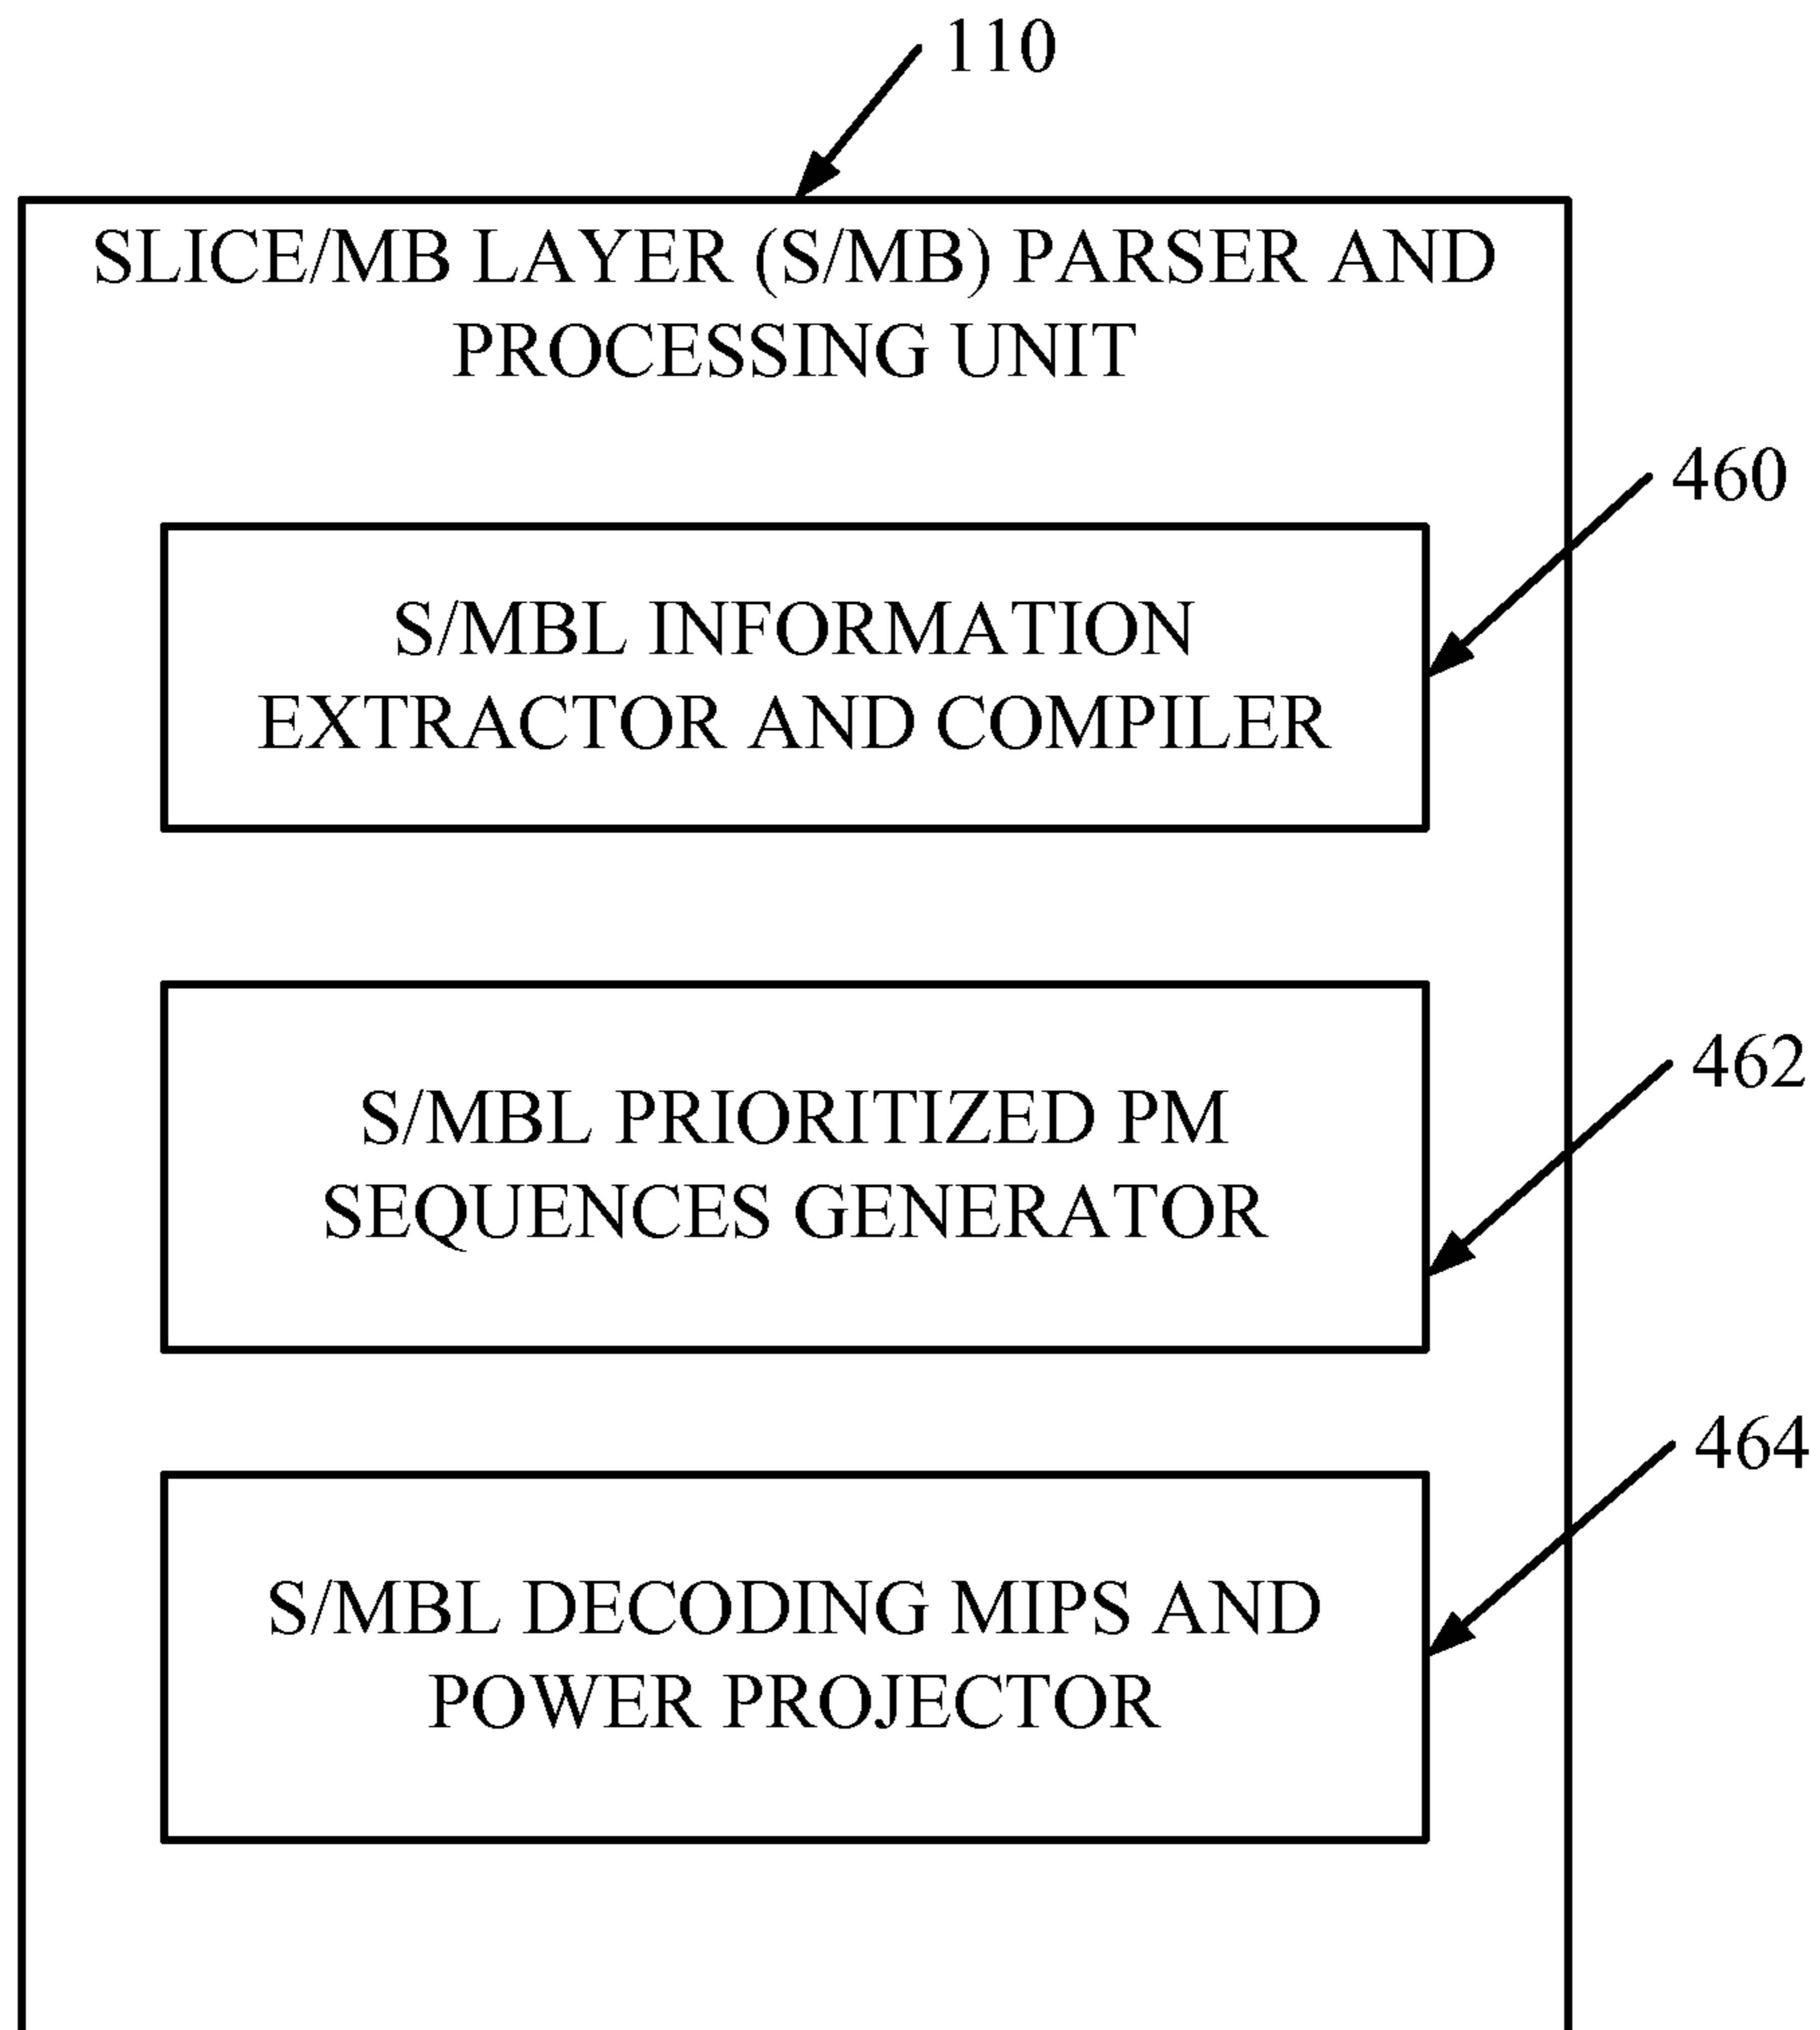 110
SLICE/MB LAYER (S/MB) PARSER AND
PROCESSING UNIT
460
S/MBL INFORMATION
EXTRACTOR AND COMPILER
462
S/MBL PRIORITIZED PM
SEQUENCES GENERATOR
464
S/MBL DECODING MIPS AND
POWER PROJECTOR